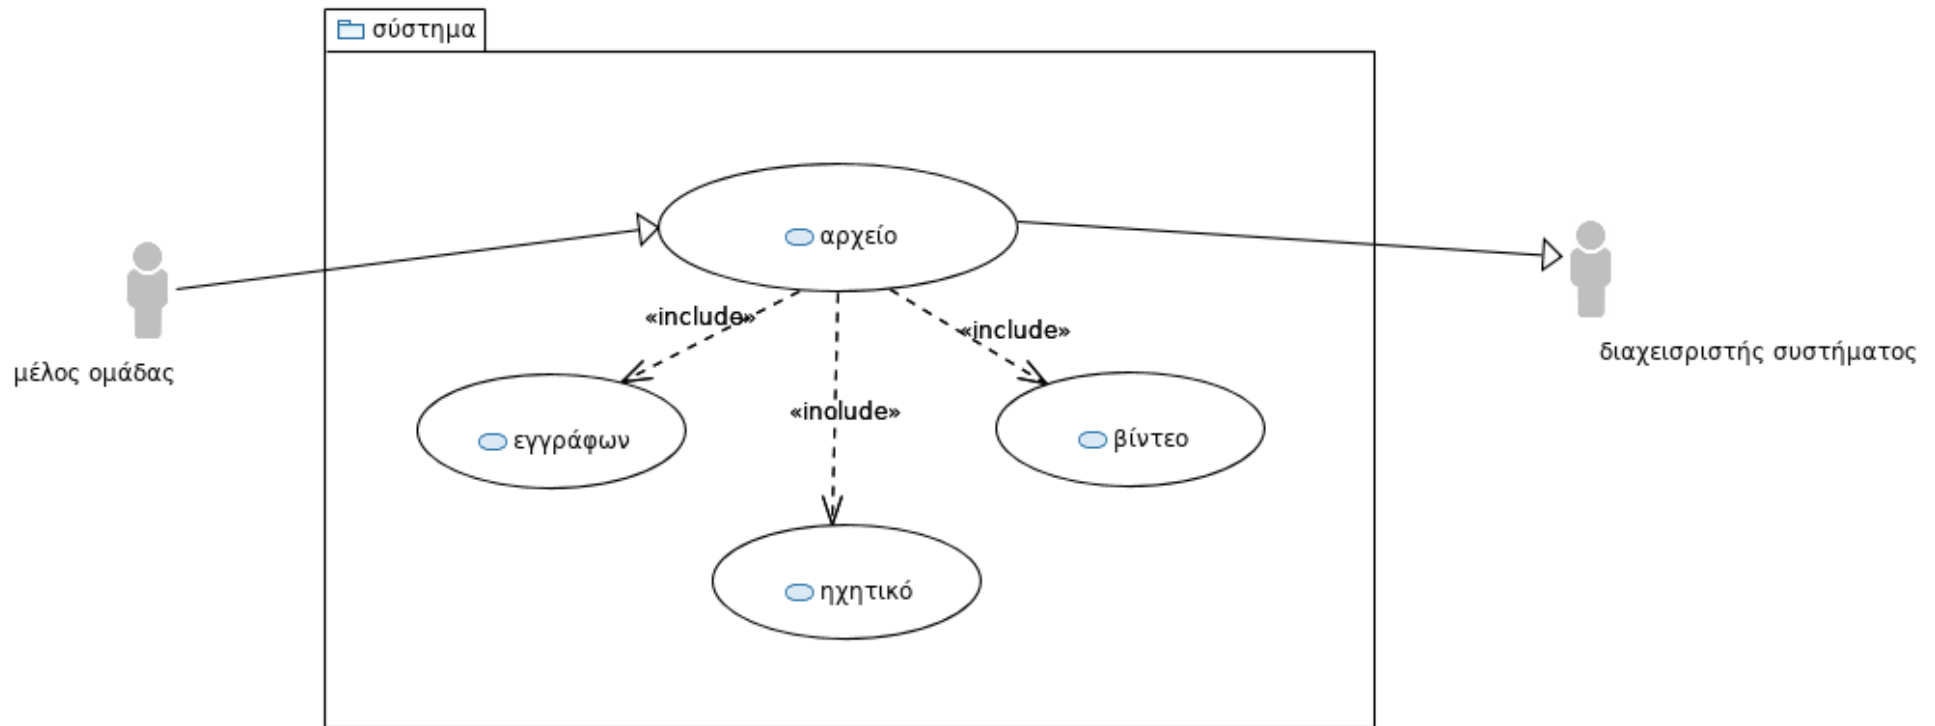 σύστημα
αρχείο
«include»
«include»
μέλος ομάδας
διαχεισριστής συστήματος
«include»
εγγράφων
βίντεο
ηχητικό